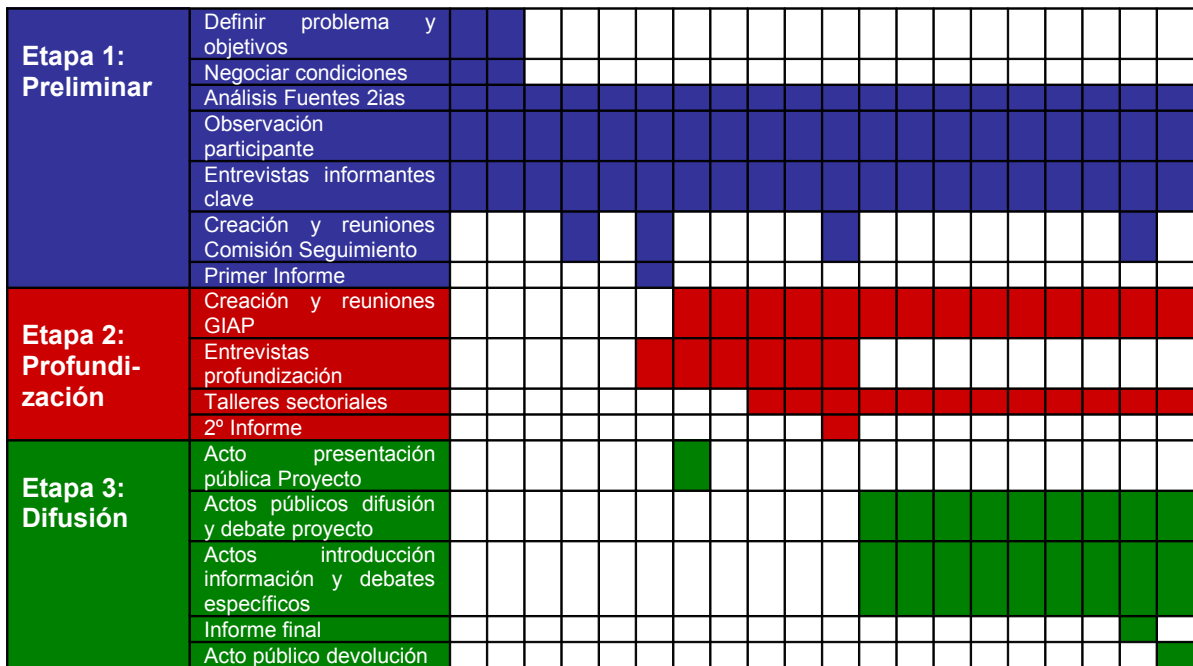 Etapa 1:
Preliminar
Definir problema y
objetivos
Negociar condiciones
Análisis Fuentes 2ias
Observación
participante
Entrevistas informantes
clave
Creación y reuniones
Comisión Seguimiento
Primer Informe
Etapa 2:
Profundi-
zación
Creación y reuniones
GIAP
Entrevistas
profundización
Talleres sectoriales
2º Informe
Etapa 3:
Difusión
Acto presentación
pública Proyecto
Actos públicos difusión
y debate proyecto
Actos introducción
información y debates
específicos
Informe final
Acto público devolución